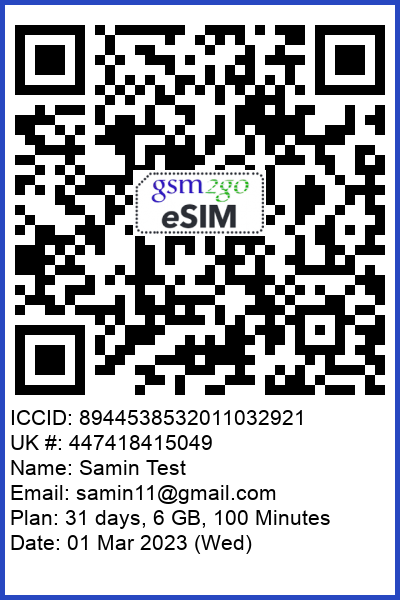 gsm2go
eSIM
ICCID: 8944538532011032921
UK #: 447418415049
Name: Samin Test
Email: samin11@gmail.com
Plan: 31 days, 6 GB, 100 Minutes
Date: 01 Mar 2023 (Wed)